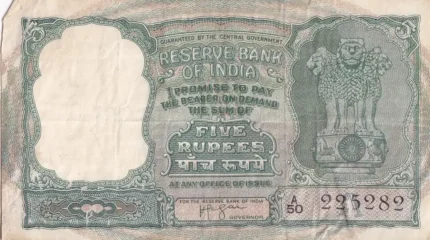 GUARANTEED BY THE CENTRAL GOVERNMENT
RESERVE BANK
OF INDIA
I PROMISE TO PAY
THE BEARER, ON DEMAND
THE SUM OF
FIVE
RUPEES
पाँच रुपये
AT ANY OFFICE OF ISSUE
FOR THE RESERVE BANK OF INDIA
GOVERNOR
A/50 225282